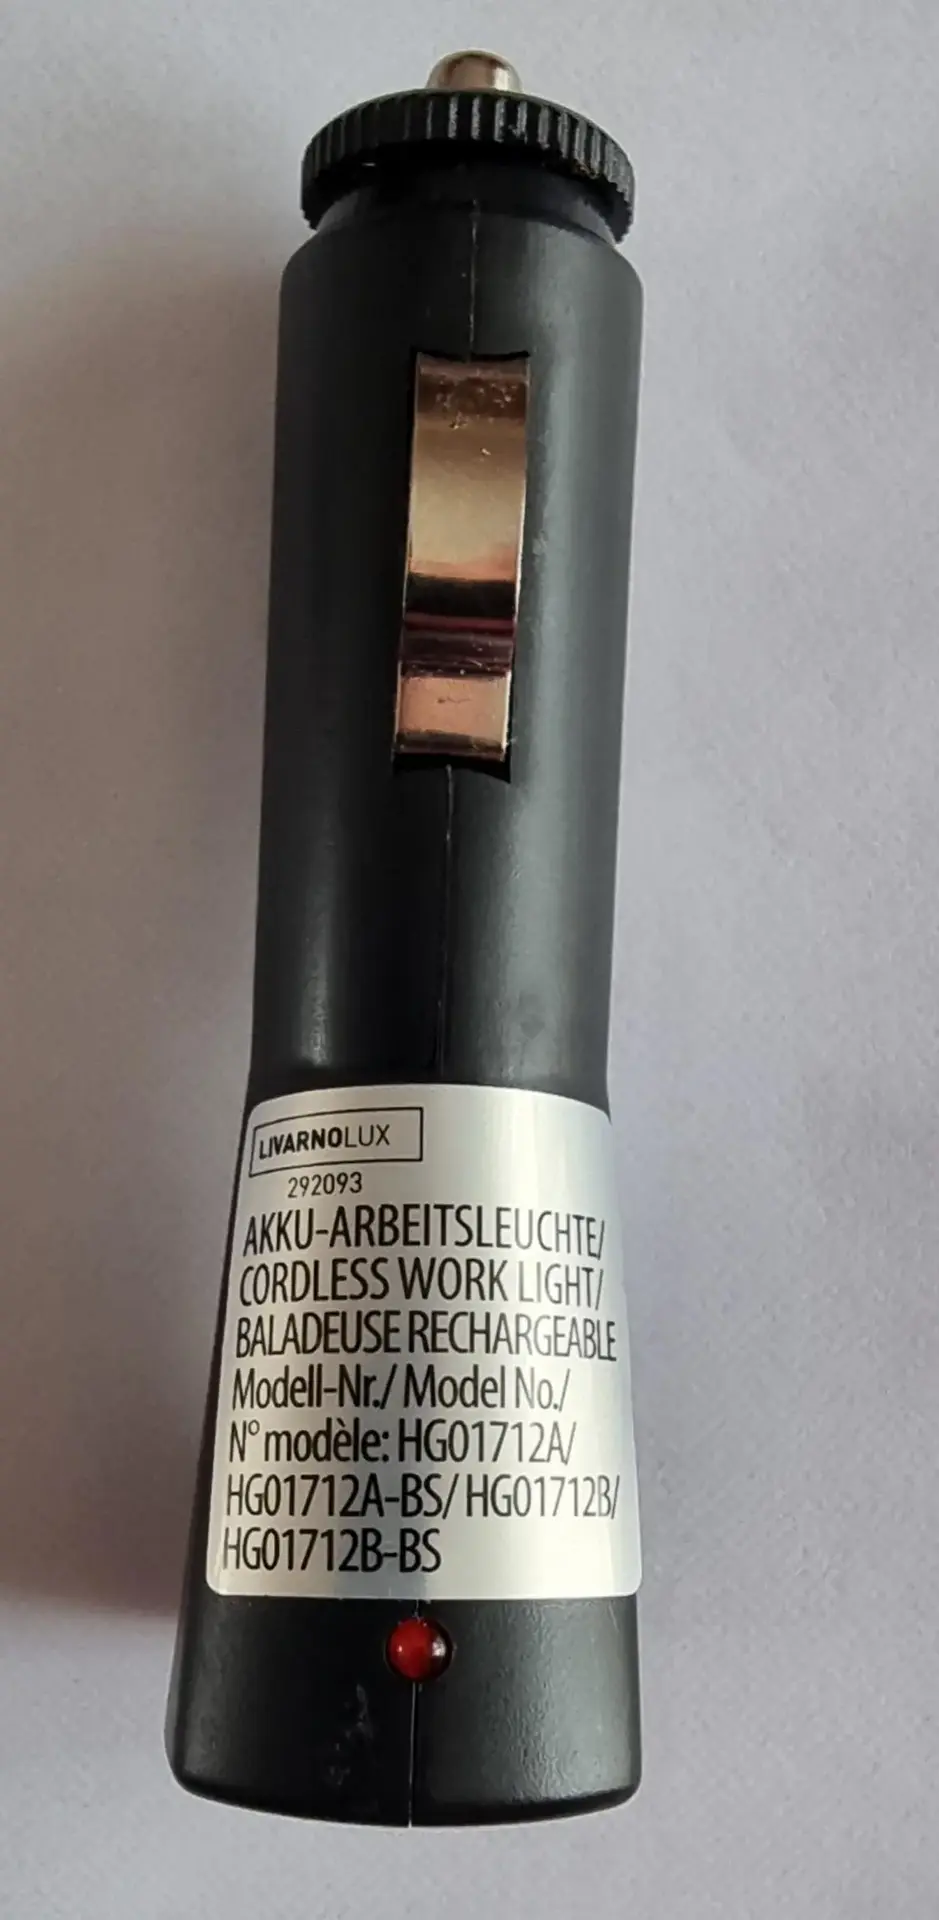 LIVARNOLUX
292093
AKKU-ARBEITSLEUCHTE/
CORDLESS WORK LIGHT/
BALADEUSE RECHARGEABLE
Modell-Nr./ Model No./
N° modèle: HG01712A/
HG01712A-BS/ HG01712B/
HG01712B-BS